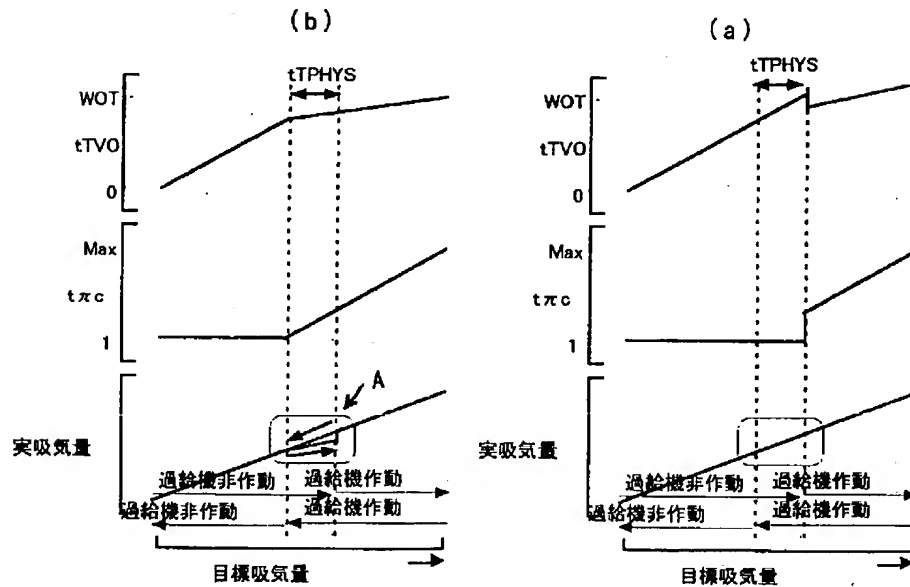 (b)
tTPHYS
WOT
tTVO
0
Max
tπc
1
A
実吸気量
過給機非作動
過給機作動
過給機非作動
過給機作動
目標吸気量
(a)
tTPHYS
WOT
tTVO
0
Max
tπc
1
実吸気量
過給機非作動
過給機作動
過給機非作動
過給機作動
目標吸気量